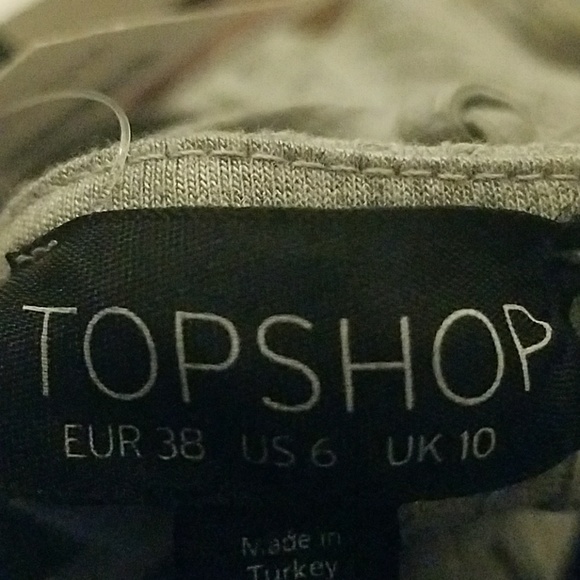 TOPSHOP
EUR 38 US 6 UK 10
Made in
Turkey